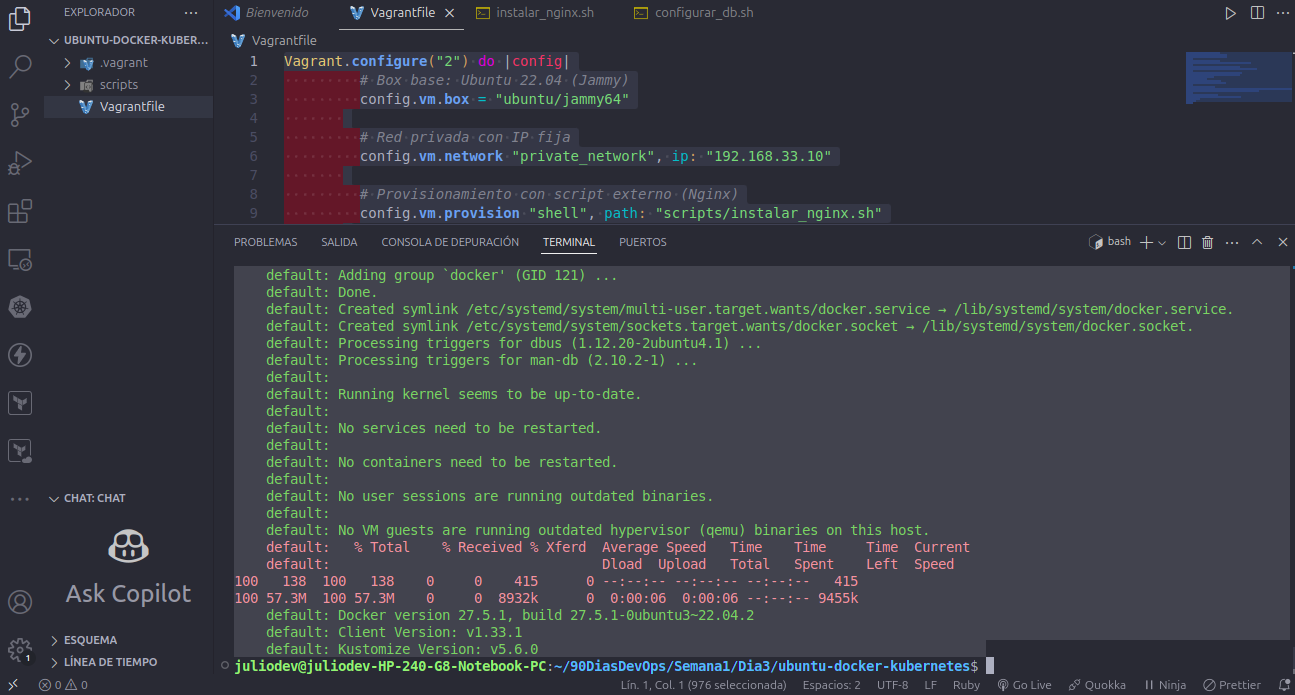 EXPLORADOR ···
Bienvenido Vagrantfile instalar_nginx.sh configurar_db.sh
UBUNTU-DOCKER-KUBER...
.vagrant
scripts
Vagrantfile
Vagrantfile
1 Vagrant.configure("2") do |config|
2 # Box base: Ubuntu 22.04 (Jammy)
3 config.vm.box = "ubuntu/jammy64"
4
5 # Red privada con IP fija
6 config.vm.network "private_network", ip: "192.168.33.10"
7
8 # Provisionamiento con script externo (Nginx)
9 config.vm.provision "shell", path: "scripts/instalar_nginx.sh"
PROBLEMAS SALIDA CONSOLA DE DEPURACIÓN TERMINAL PUERTOS bash
default: Adding group `docker' (GID 121) ...
default: Done.
default: Created symlink /etc/systemd/system/multi-user.target.wants/docker.service → /lib/systemd/system/docker.service.
default: Created symlink /etc/systemd/system/sockets.target.wants/docker.socket → /lib/systemd/system/docker.socket.
default: Processing triggers for dbus (1.12.20-2ubuntu4.1) ...
default: Processing triggers for man-db (2.10.2-1) ...
default:
default: Running kernel seems to be up-to-date.
default:
default: No services need to be restarted.
default:
default: No containers need to be restarted.
default:
default: No user sessions are running outdated binaries.
default:
default: No VM guests are running outdated hypervisor (qemu) binaries on this host.
default: % Total % Received % Xferd Average Speed Time Time Time Current
default: Dload Upload Total Spent Left Speed
100 138 100 138 0 0 415 0 --:--:-- --:--:-- --:--:-- 415
100 57.3M 100 57.3M 0 0 8932k 0 0:00:06 0:00:06 --:--:-- 9455k
default: Docker version 27.5.1, build 27.5.1-0ubuntu3~22.04.2
default: Client Version: v1.33.1
default: Kustomize Version: v5.6.0
juliodev@juliodev-HP-240-G8-Notebook-PC:~/90DiasDevOps/Semana1/Dia3/ubuntu-docker-kubernetes$
CHAT: CHAT
Ask Copilot
ESQUEMA
LÍNEA DE TIEMPO
1
0 0 Lín. 1, Col. 1 (976 seleccionada) Espacios: 2 UTF-8 LF Ruby Go Live Quokka Ninja Prettier